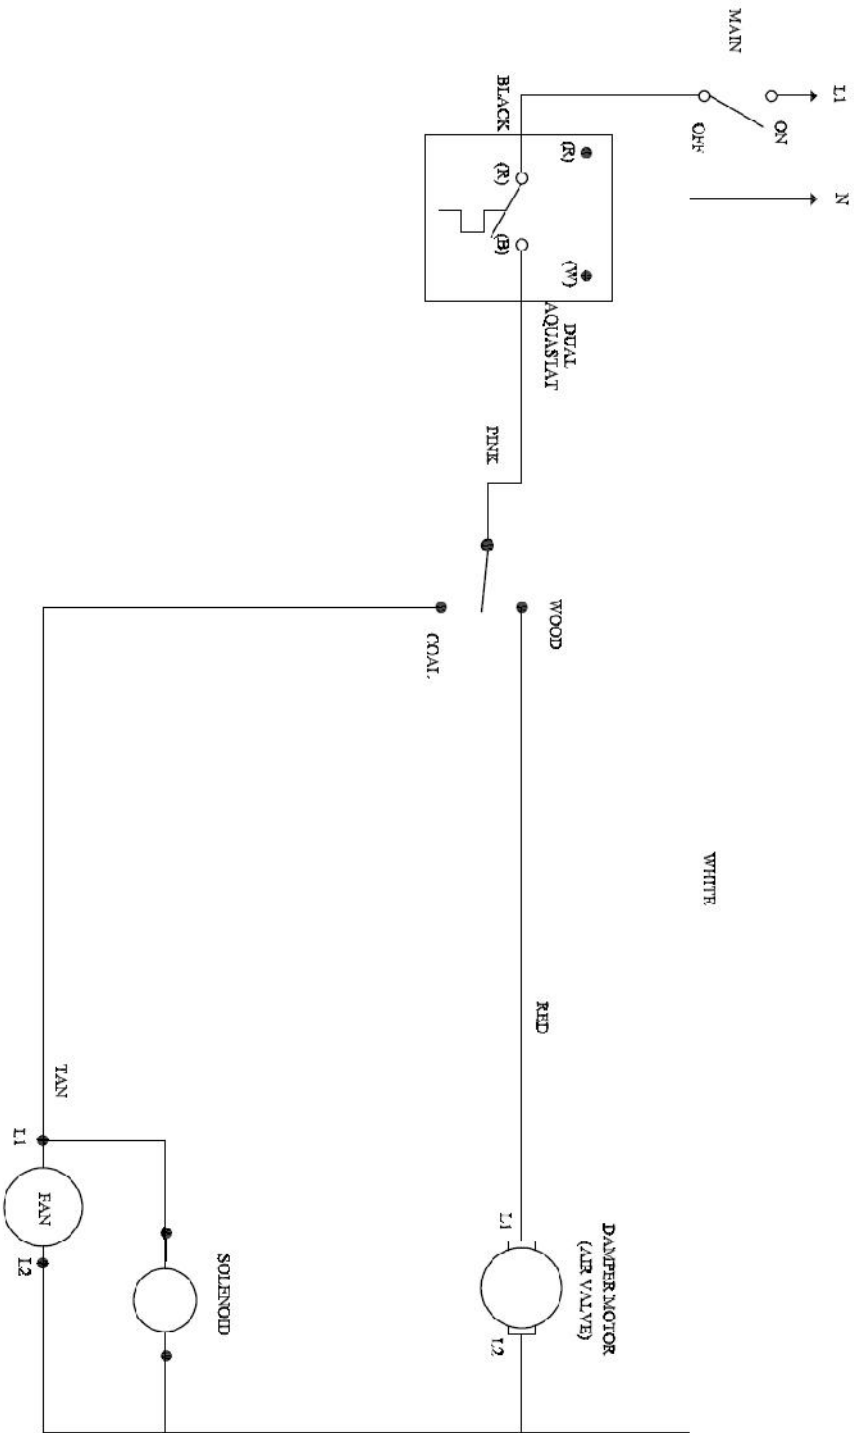 L1
N
MAIN
ON
OFF
BLACK
(R)
(R)
(B)
(W)
DUAL
AQUASTAT
PINK
WOOD
COAL
WHITE
RED
TAN
L1
FAN
L2
SOLENOID
L1
DAMPER MOTOR
(AIR VALVE)
L2